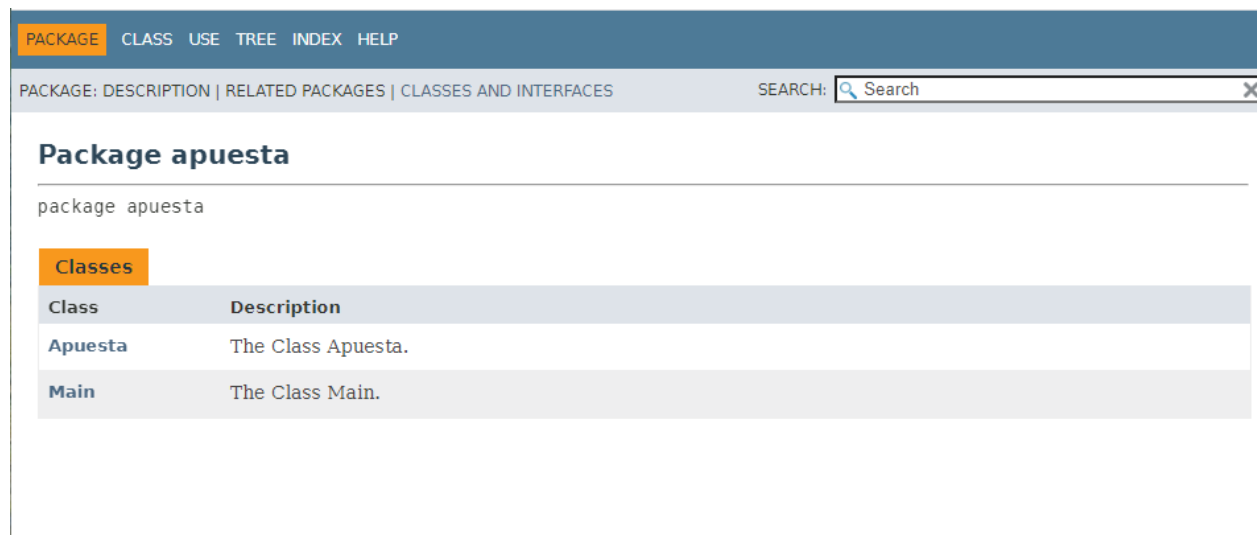 PACKAGE CLASS USE TREE INDEX HELP
PACKAGE: DESCRIPTION | RELATED PACKAGES | CLASSES AND INTERFACES SEARCH: Search
Package apuesta
package apuesta
Classes
Class Description
Apuesta The Class Apuesta.
Main The Class Main.